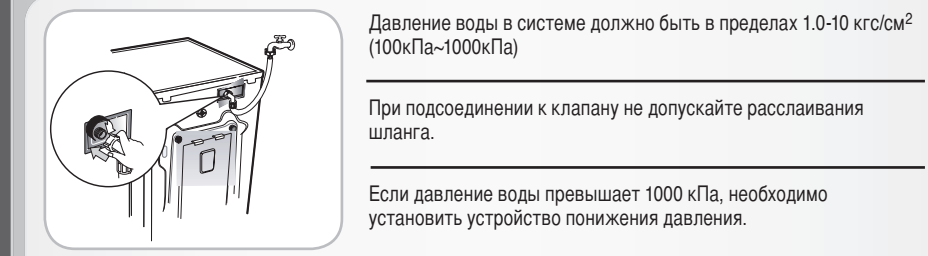 Давление воды в системе должно быть в пределах 1.0-10 кгс/см²
(100кПа~1000кПа)
При подсоединении к клапану не допускайте расслаивания
шланга.
Если давление воды превышает 1000 кПа, необходимо
установить устройство понижения давления.